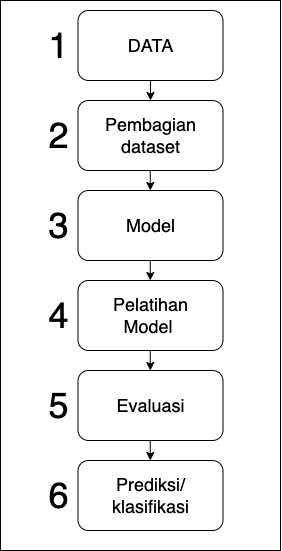 1
DATA
2
Pembagian
dataset
3
Model
4
Pelatihan
Model
5
Evaluasi
6
Prediksi/
klasifikasi